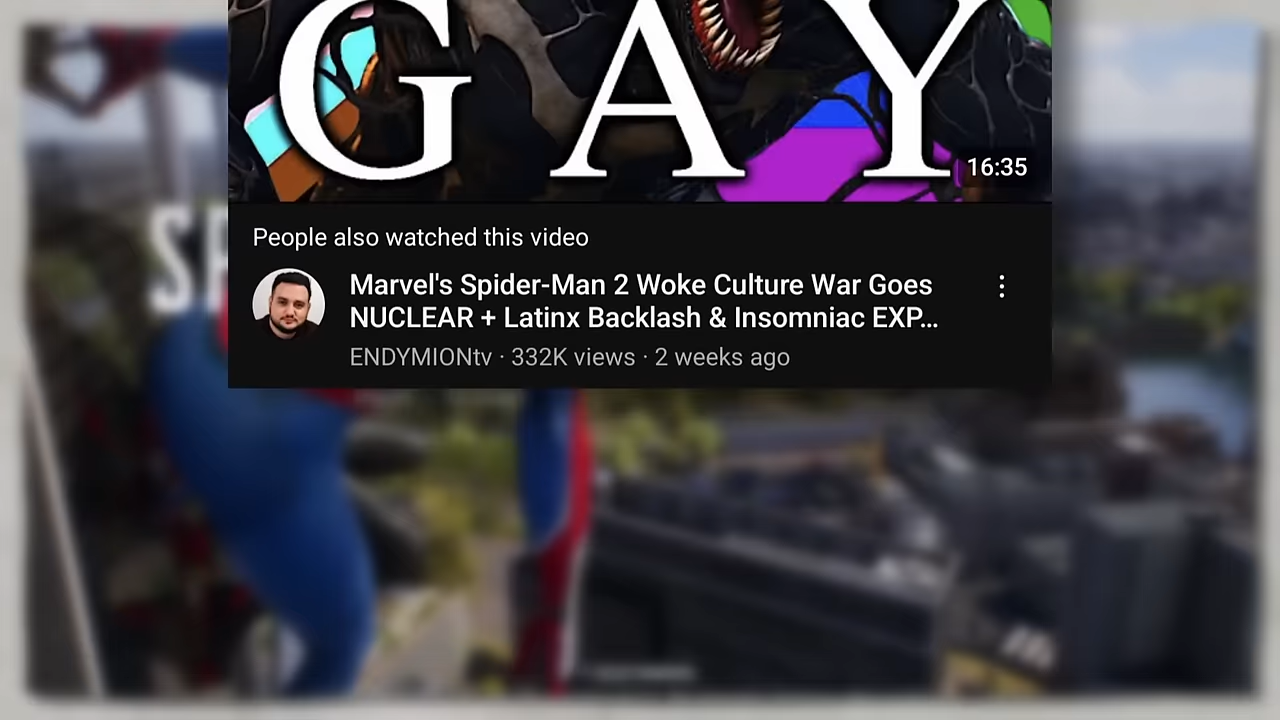 GAY
16:35
People also watched this video
Marvel's Spider-Man 2 Woke Culture War Goes
NUCLEAR + Latinx Backlash & Insomniac EXP...
ENDYMIONtv · 332K views · 2 weeks ago
SP